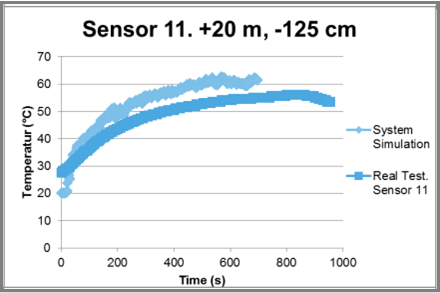 Sensor 11. +20 m, -125 cm
Temperatur (°C)
70
60
50
40
30
20
10
0
0
200
400
600
800
1000
Time (s)
System
Simulation
Real Test.
Sensor 11